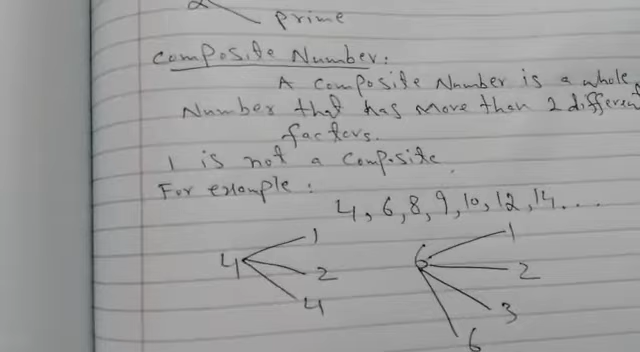 2
prime
Composite Number:
A composite Number is a whole
Number that has more than 2 different
factors.
1 is not a composite.
For example:
4, 6, 8, 9, 10, 12, 14...
4 1 2 4
6 1 2 3 6